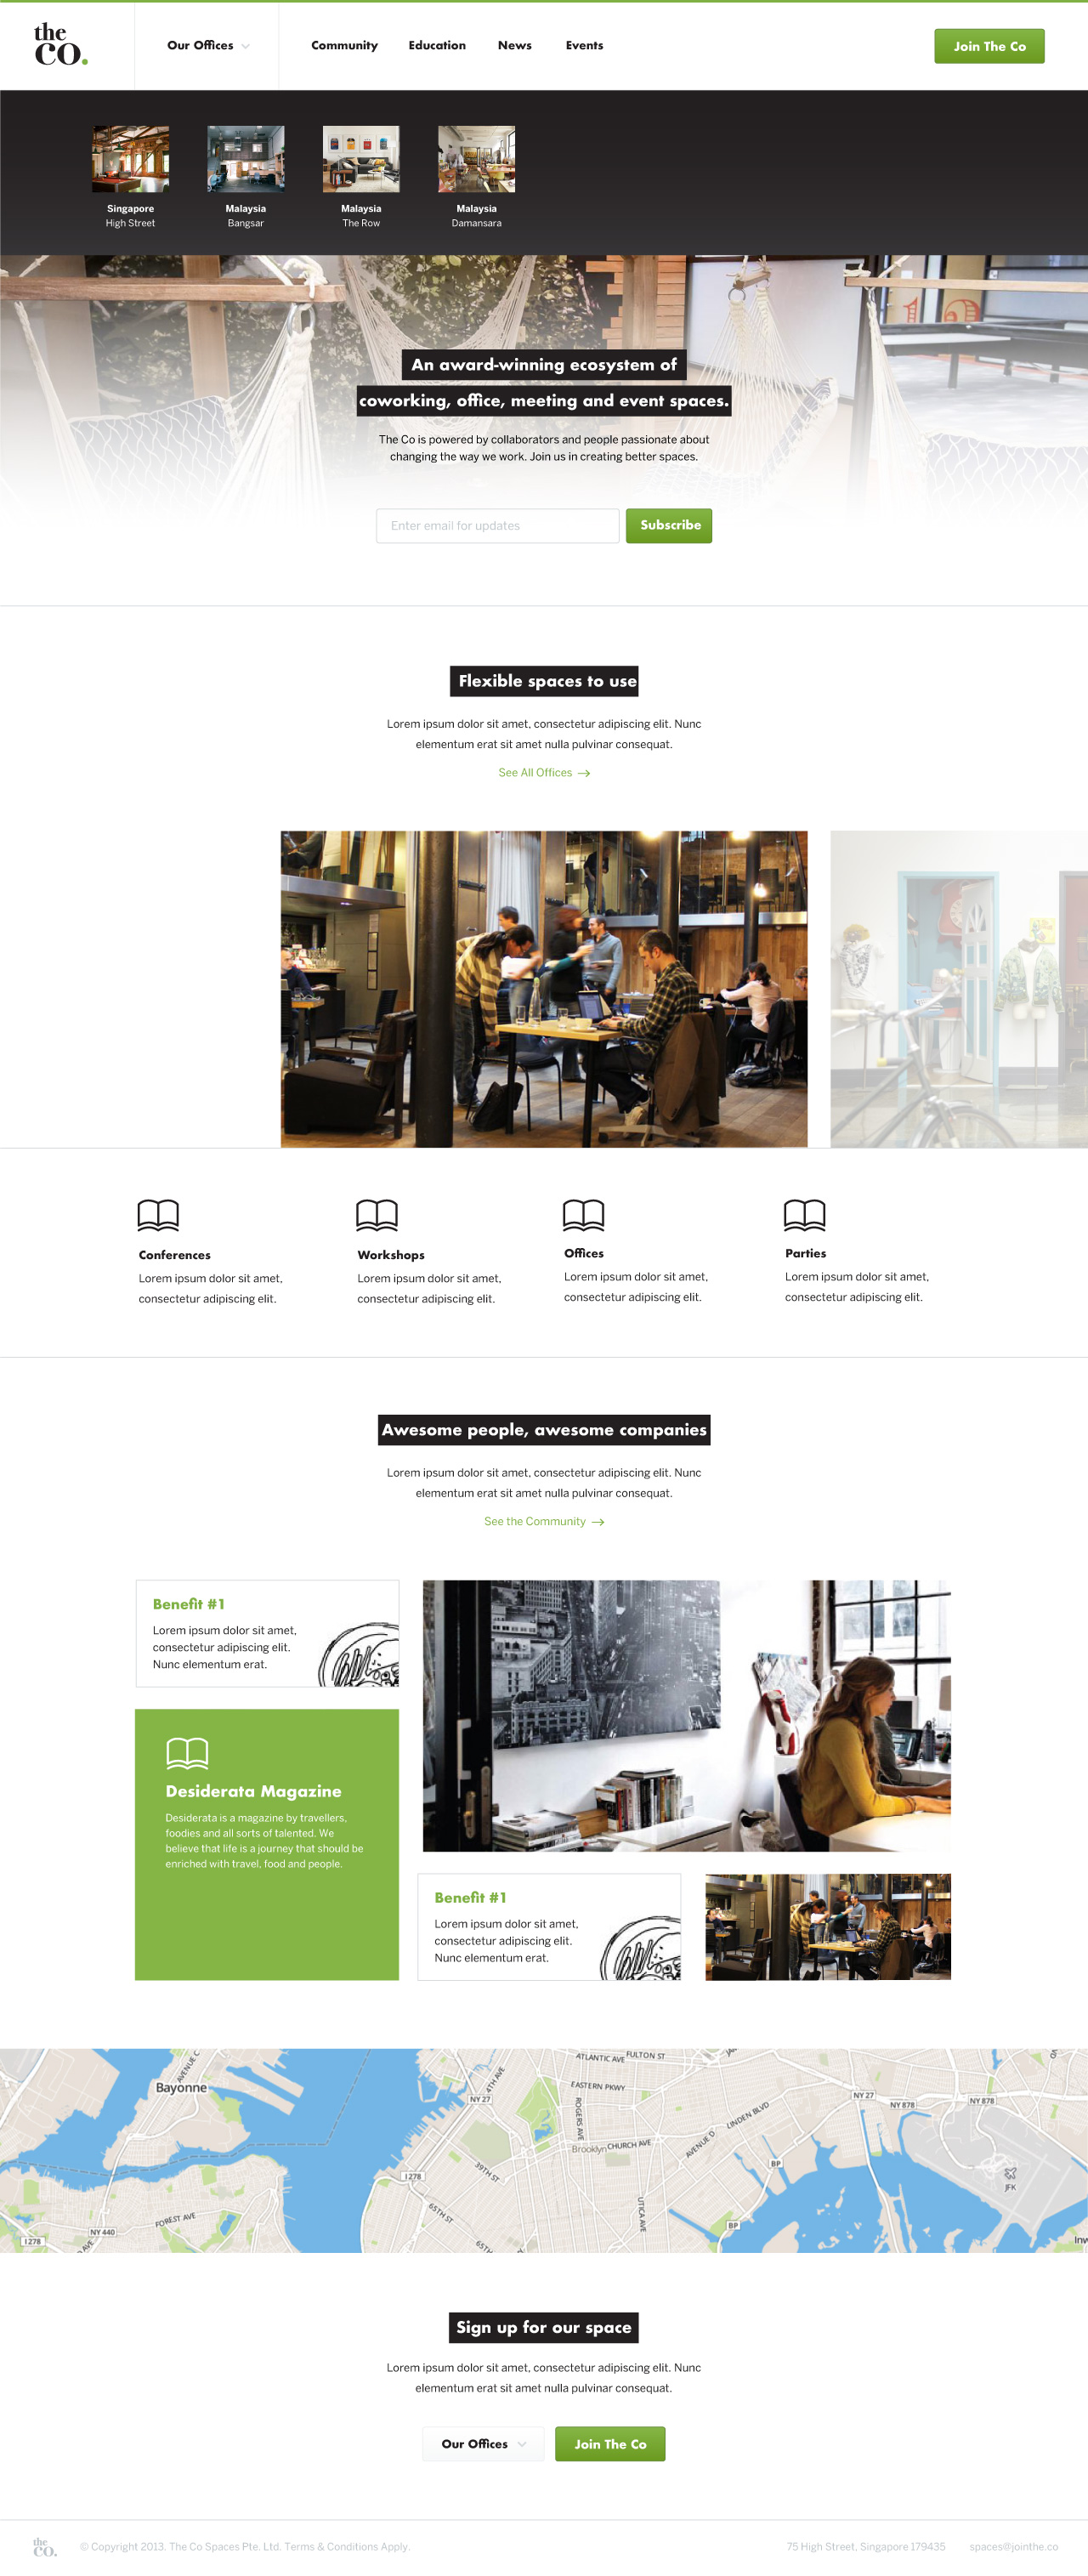 the
CO.
Our Offices
Community
Education
News
Events
Join The Co
Singapore
High Street
Malaysia
Bangsar
Malaysia
The Row
Malaysia
Damansara
An award-winning ecosystem of
coworking, office, meeting and event spaces.
The Co is powered by collaborators and people passionate about
changing the way we work. Join us in creating better spaces.
Enter email for updates
Subscribe
Flexible spaces to use
Lorem ipsum dolor sit amet, consectetur adipiscing elit. Nunc
elementum erat sit amet nulla pulvinar consequat.
See All Offices →
Conferences
Lorem ipsum dolor sit amet,
consectetur adipiscing elit.
Workshops
Lorem ipsum dolor sit amet,
consectetur adipiscing elit.
Offices
Lorem ipsum dolor sit amet,
consectetur adipiscing elit.
Parties
Lorem ipsum dolor sit amet,
consectetur adipiscing elit.
Awesome people, awesome companies
Lorem ipsum dolor sit amet, consectetur adipiscing elit. Nunc
elementum erat sit amet nulla pulvinar consequat.
See the Community →
Benefit #1
Lorem ipsum dolor sit amet,
consectetur adipiscing elit.
Nunc elementum erat.
Desiderata Magazine
Desiderata is a magazine by travellers,
foodies and all sorts of talented. We
believe that life is a journey that should be
enriched with travel, food and people.
Benefit #1
Lorem ipsum dolor sit amet,
consectetur adipiscing elit.
Nunc elementum erat.
Bayonne
AVENUE C
4TH AVE
NY 27
ATLANTIC AVE
FULTON ST
EASTERN PKWY
ROGERS AVE
Brooklyn
CHURCH AVE
AVENUE D
LINDEN BLVD
NY 27
NY 878
NY 878
I 278
39TH ST
65TH ST
65TH
UTICA AVE
BP
BP
JFK
FOREST AVE
NY 440
I 278
AVE
Inw
Sign up for our space
Lorem ipsum dolor sit amet, consectetur adipiscing elit. Nunc
elementum erat sit amet nulla pulvinar consequat.
Our Offices
Join The Co
the
CO.
© Copyright 2013. The Co Spaces Pte. Ltd. Terms & Conditions Apply.
75 High Street, Singapore 179435
spaces@jointhe.co